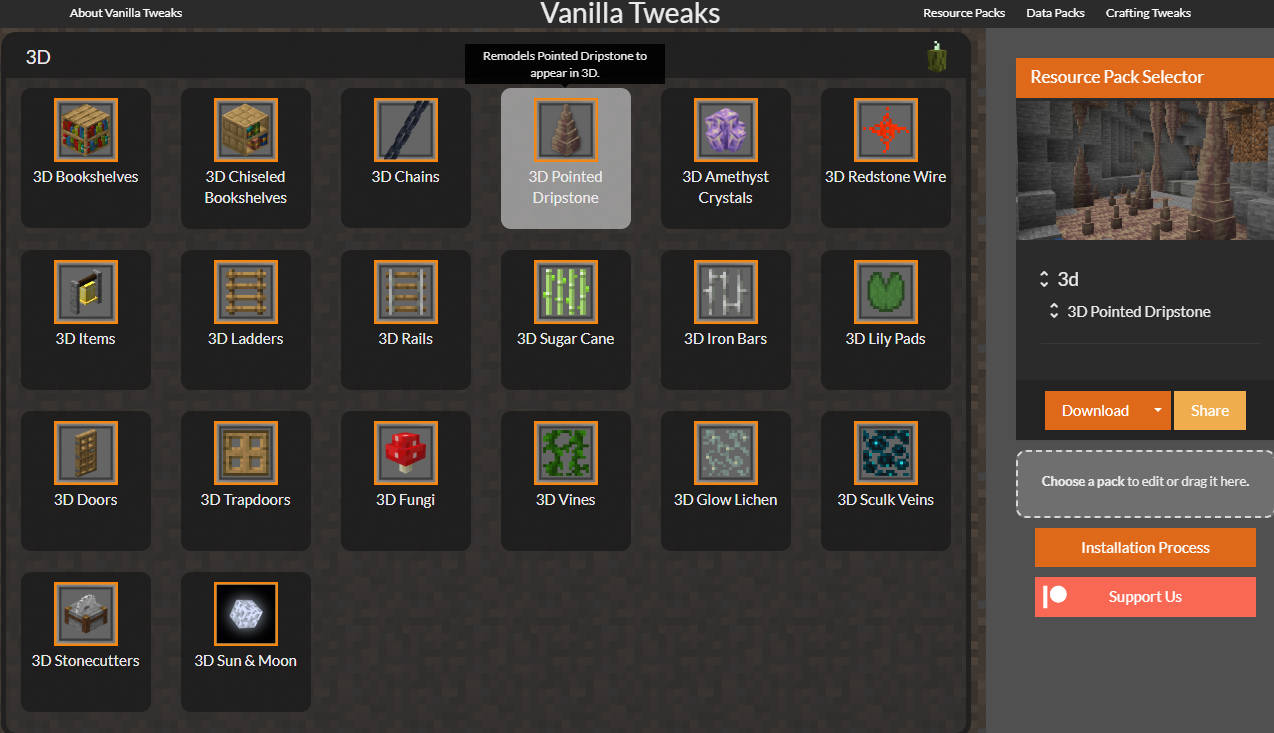 About Vanilla Tweaks
Vanilla Tweaks
Resource Packs
Data Packs
Crafting Tweaks
3D
Remodels Pointed Dripstone to
appear in 3D.
3D Bookshelves
3D Chiseled
Bookshelves
3D Chains
3D Pointed
Dripstone
3D Amethyst
Crystals
3D Redstone Wire
3D Items
3D Ladders
3D Rails
3D Sugar Cane
3D Iron Bars
3D Lily Pads
3D Doors
3D Trapdoors
3D Fungi
3D Vines
3D Glow Lichen
3D Sculk Veins
3D Stonecutters
3D Sun & Moon
Resource Pack Selector
3d
3D Pointed Dripstone
Download
Share
Choose a pack to edit or drag it here.
Installation Process
Support Us